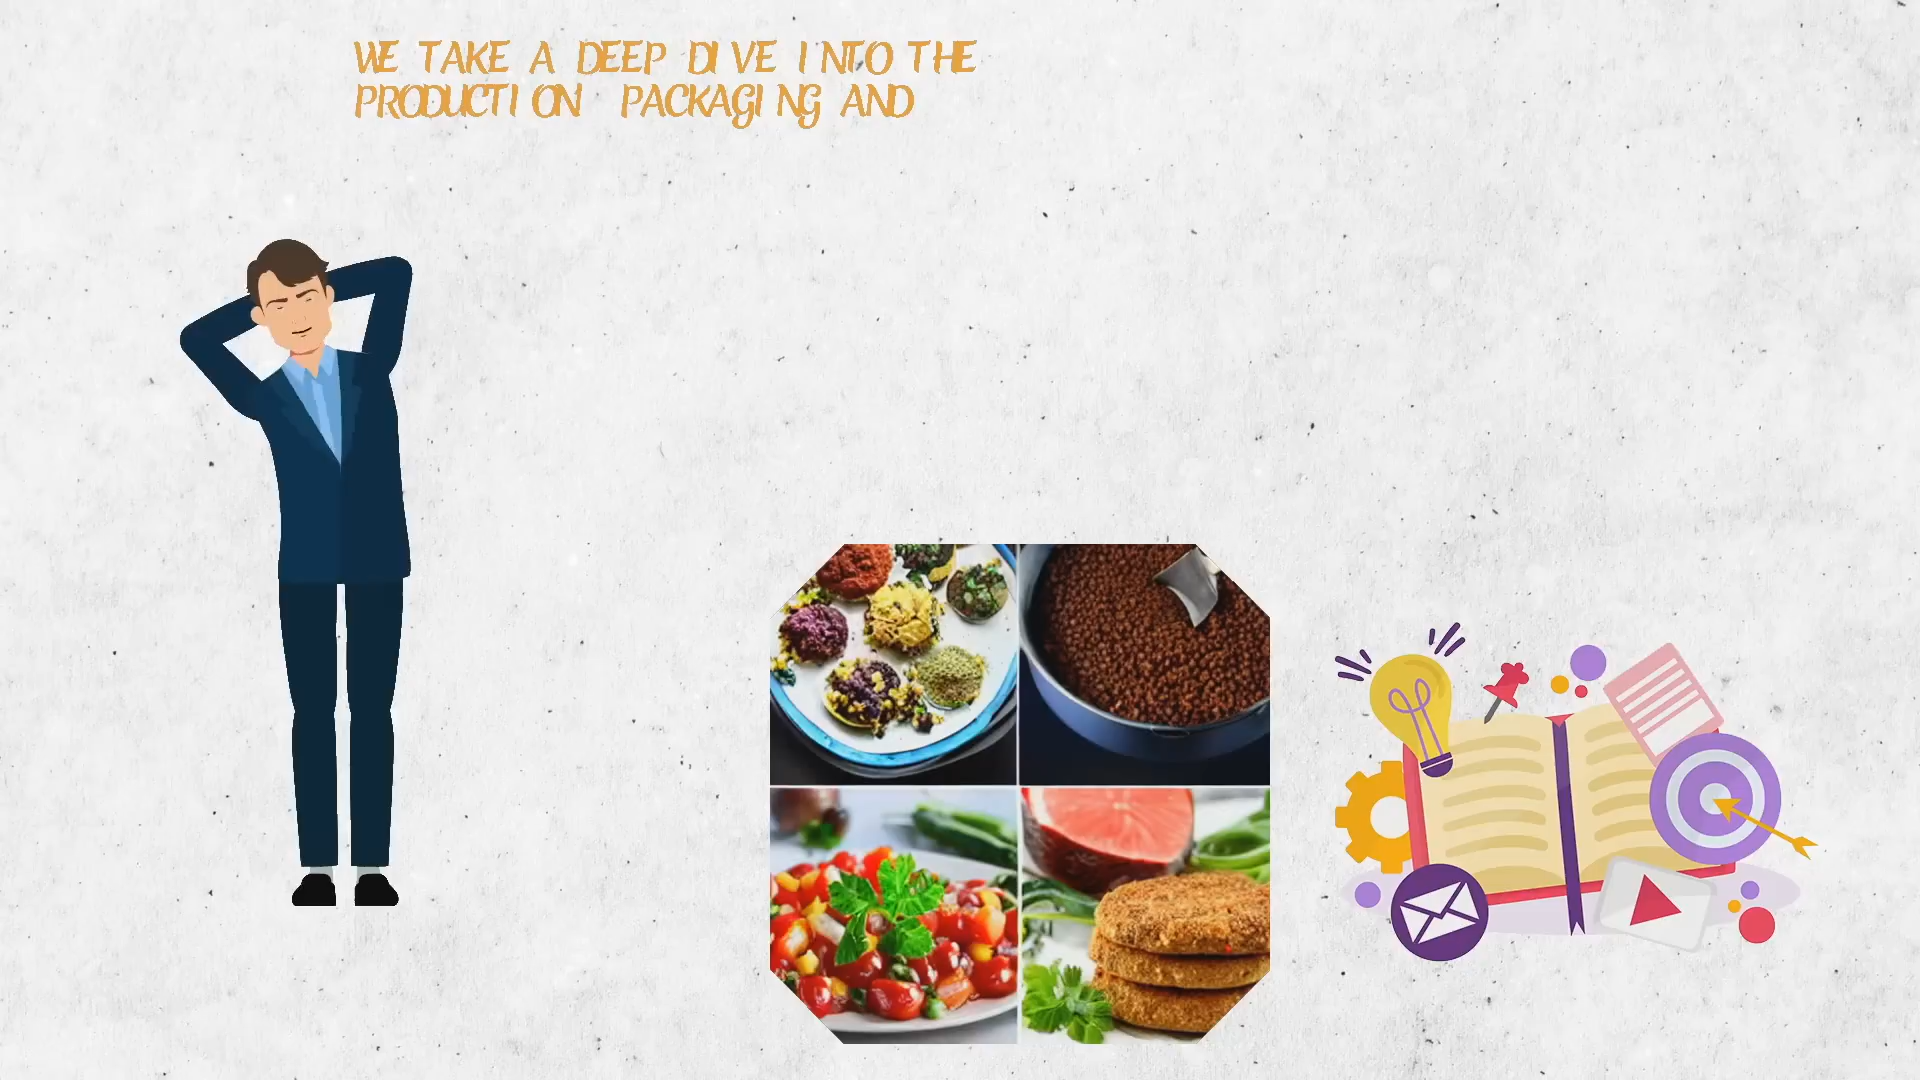 WE TAKE A DEEP DIVE INTO THE
PRODUCTION PACKAGING AND